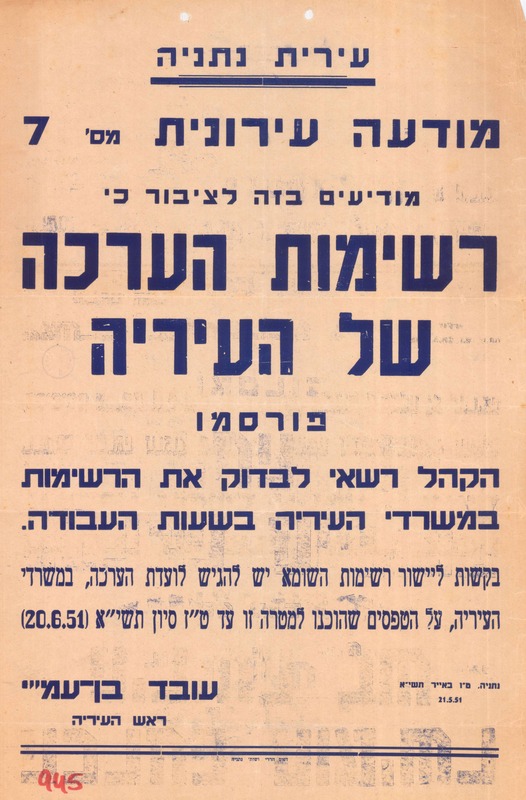 עירית נתניה
מודעה עירונית מס׳ 7
מודיעים בזה לציבור כי
רשימות הערכה
של העיריה
פורסמו
הקהל רשאי לבדוק את הרשימות
במשרדי העיריה בשעות העבודה.
בקשות ליישור רשימות השומא יש להגיש לועדת הערכה, במשרדי
העיריה, על הטפסים שהוכנו למטרה זו עד ט״ז סיון תשי״א (20.6.51)
נתניה, ט״ו באייר תשי״א
21.5.51
עובד בן־עמי
ראש העיריה
945